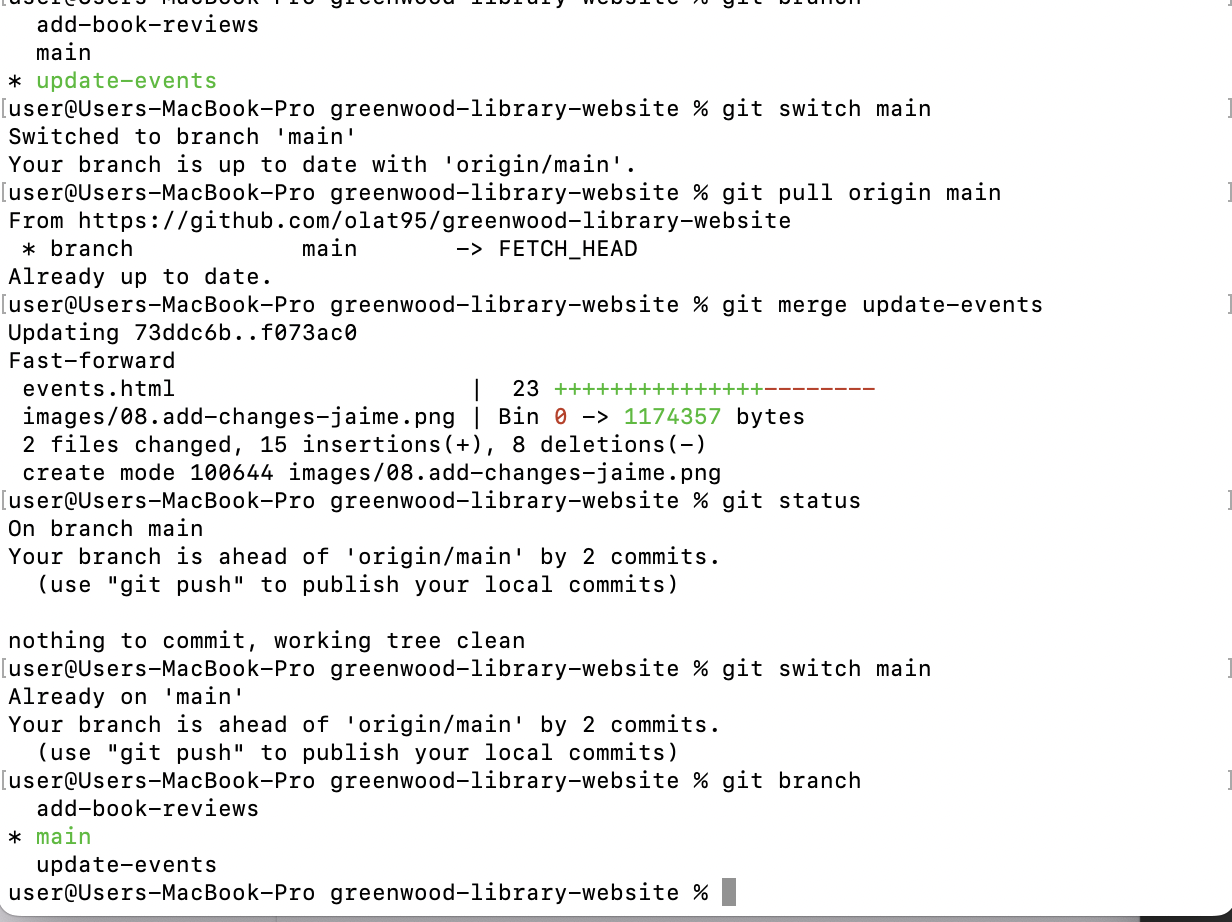 user@Users-MacBook-Pro greenwood-library-website % git branch
  add-book-reviews
  main
* update-events
[user@Users-MacBook-Pro greenwood-library-website % git switch main ]
Switched to branch 'main'
Your branch is up to date with 'origin/main'.
[user@Users-MacBook-Pro greenwood-library-website % git pull origin main ]
From https://github.com/olat95/greenwood-library-website
 * branch            main       -> FETCH_HEAD
Already up to date.
[user@Users-MacBook-Pro greenwood-library-website % git merge update-events ]
Updating 73ddc6b..f073ac0
Fast-forward
 events.html                     |  23 +++++++++++++++--------
 images/08.add-changes-jaime.png | Bin 0 -> 1174357 bytes
 2 files changed, 15 insertions(+), 8 deletions(-)
 create mode 100644 images/08.add-changes-jaime.png
[user@Users-MacBook-Pro greenwood-library-website % git status ]
On branch main
Your branch is ahead of 'origin/main' by 2 commits.
  (use "git push" to publish your local commits)

nothing to commit, working tree clean
[user@Users-MacBook-Pro greenwood-library-website % git switch main ]
Already on 'main'
Your branch is ahead of 'origin/main' by 2 commits.
  (use "git push" to publish your local commits)
[user@Users-MacBook-Pro greenwood-library-website % git branch ]
  add-book-reviews
* main
  update-events
user@Users-MacBook-Pro greenwood-library-website %